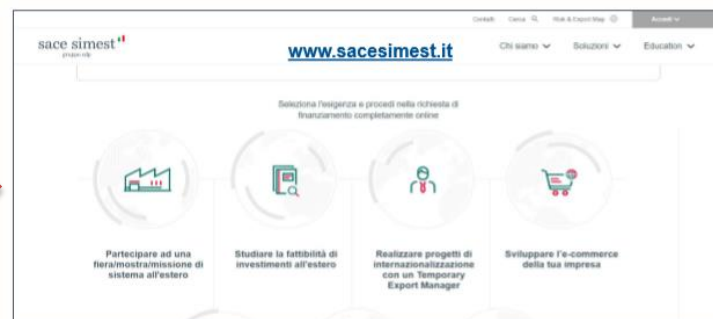 Contatti Cerca Risk & Export Map Accedi
sace simest
gruppo cdp
www.sacesimest.it
Chi siamo Soluzioni Education
Seleziona l'esigenza e procedi nella richiesta di
finanziamento completamente online
Partecipare ad una
fiera/mostra/missione di
sistema all'estero
Studiare la fattibilità di
investimenti all'estero
Realizzare progetti di
internazionalizzazione
con un Temporary
Export Manager
Sviluppare l'e-commerce
della tua impresa